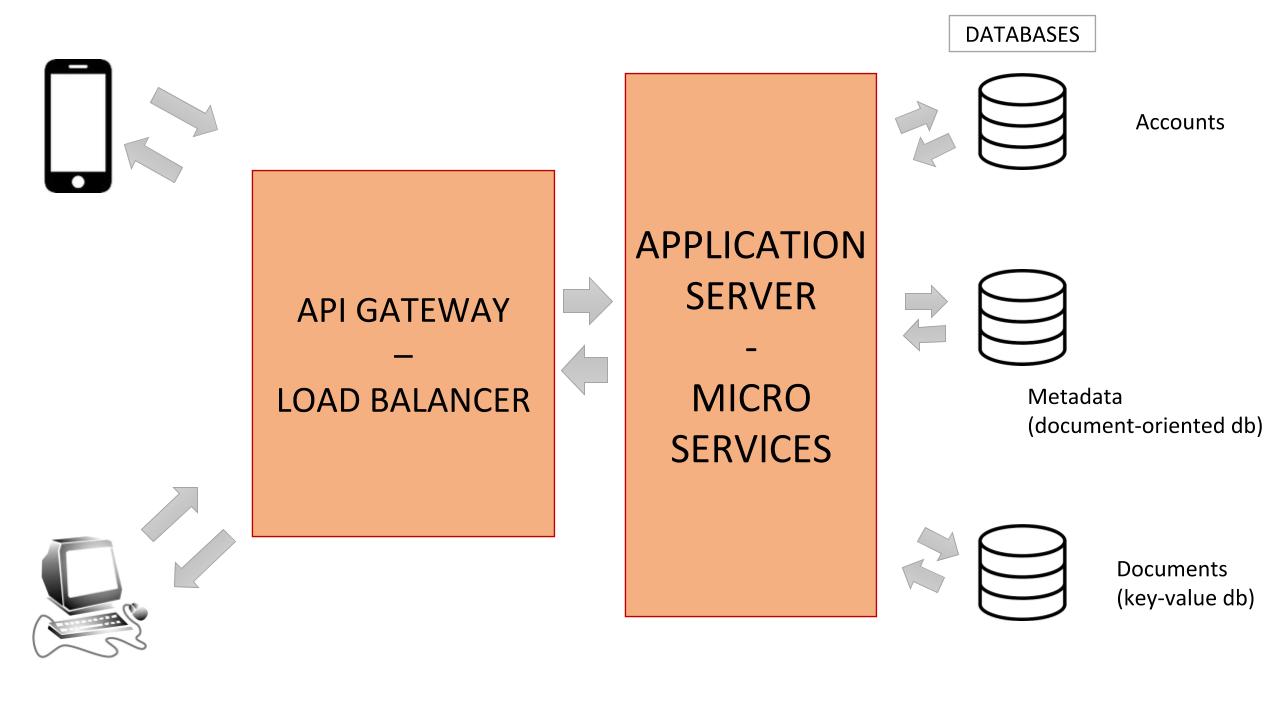 DATABASES
Accounts
API GATEWAY
–
LOAD BALANCER
APPLICATION
SERVER
-
MICRO
SERVICES
Metadata
(document-oriented db)
Documents
(key-value db)